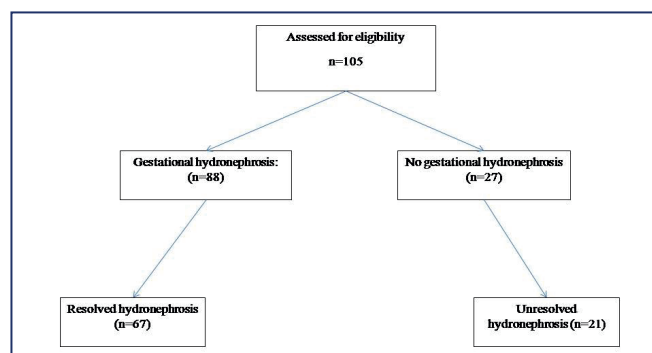 Assessed for eligibility
n=105
Gestational hydronephrosis:
(n=88)
No gestational hydronephrosis
(n=27)
Resolved hydronephrosis
(n=67)
Unresolved
hydronephrosis (n=21)